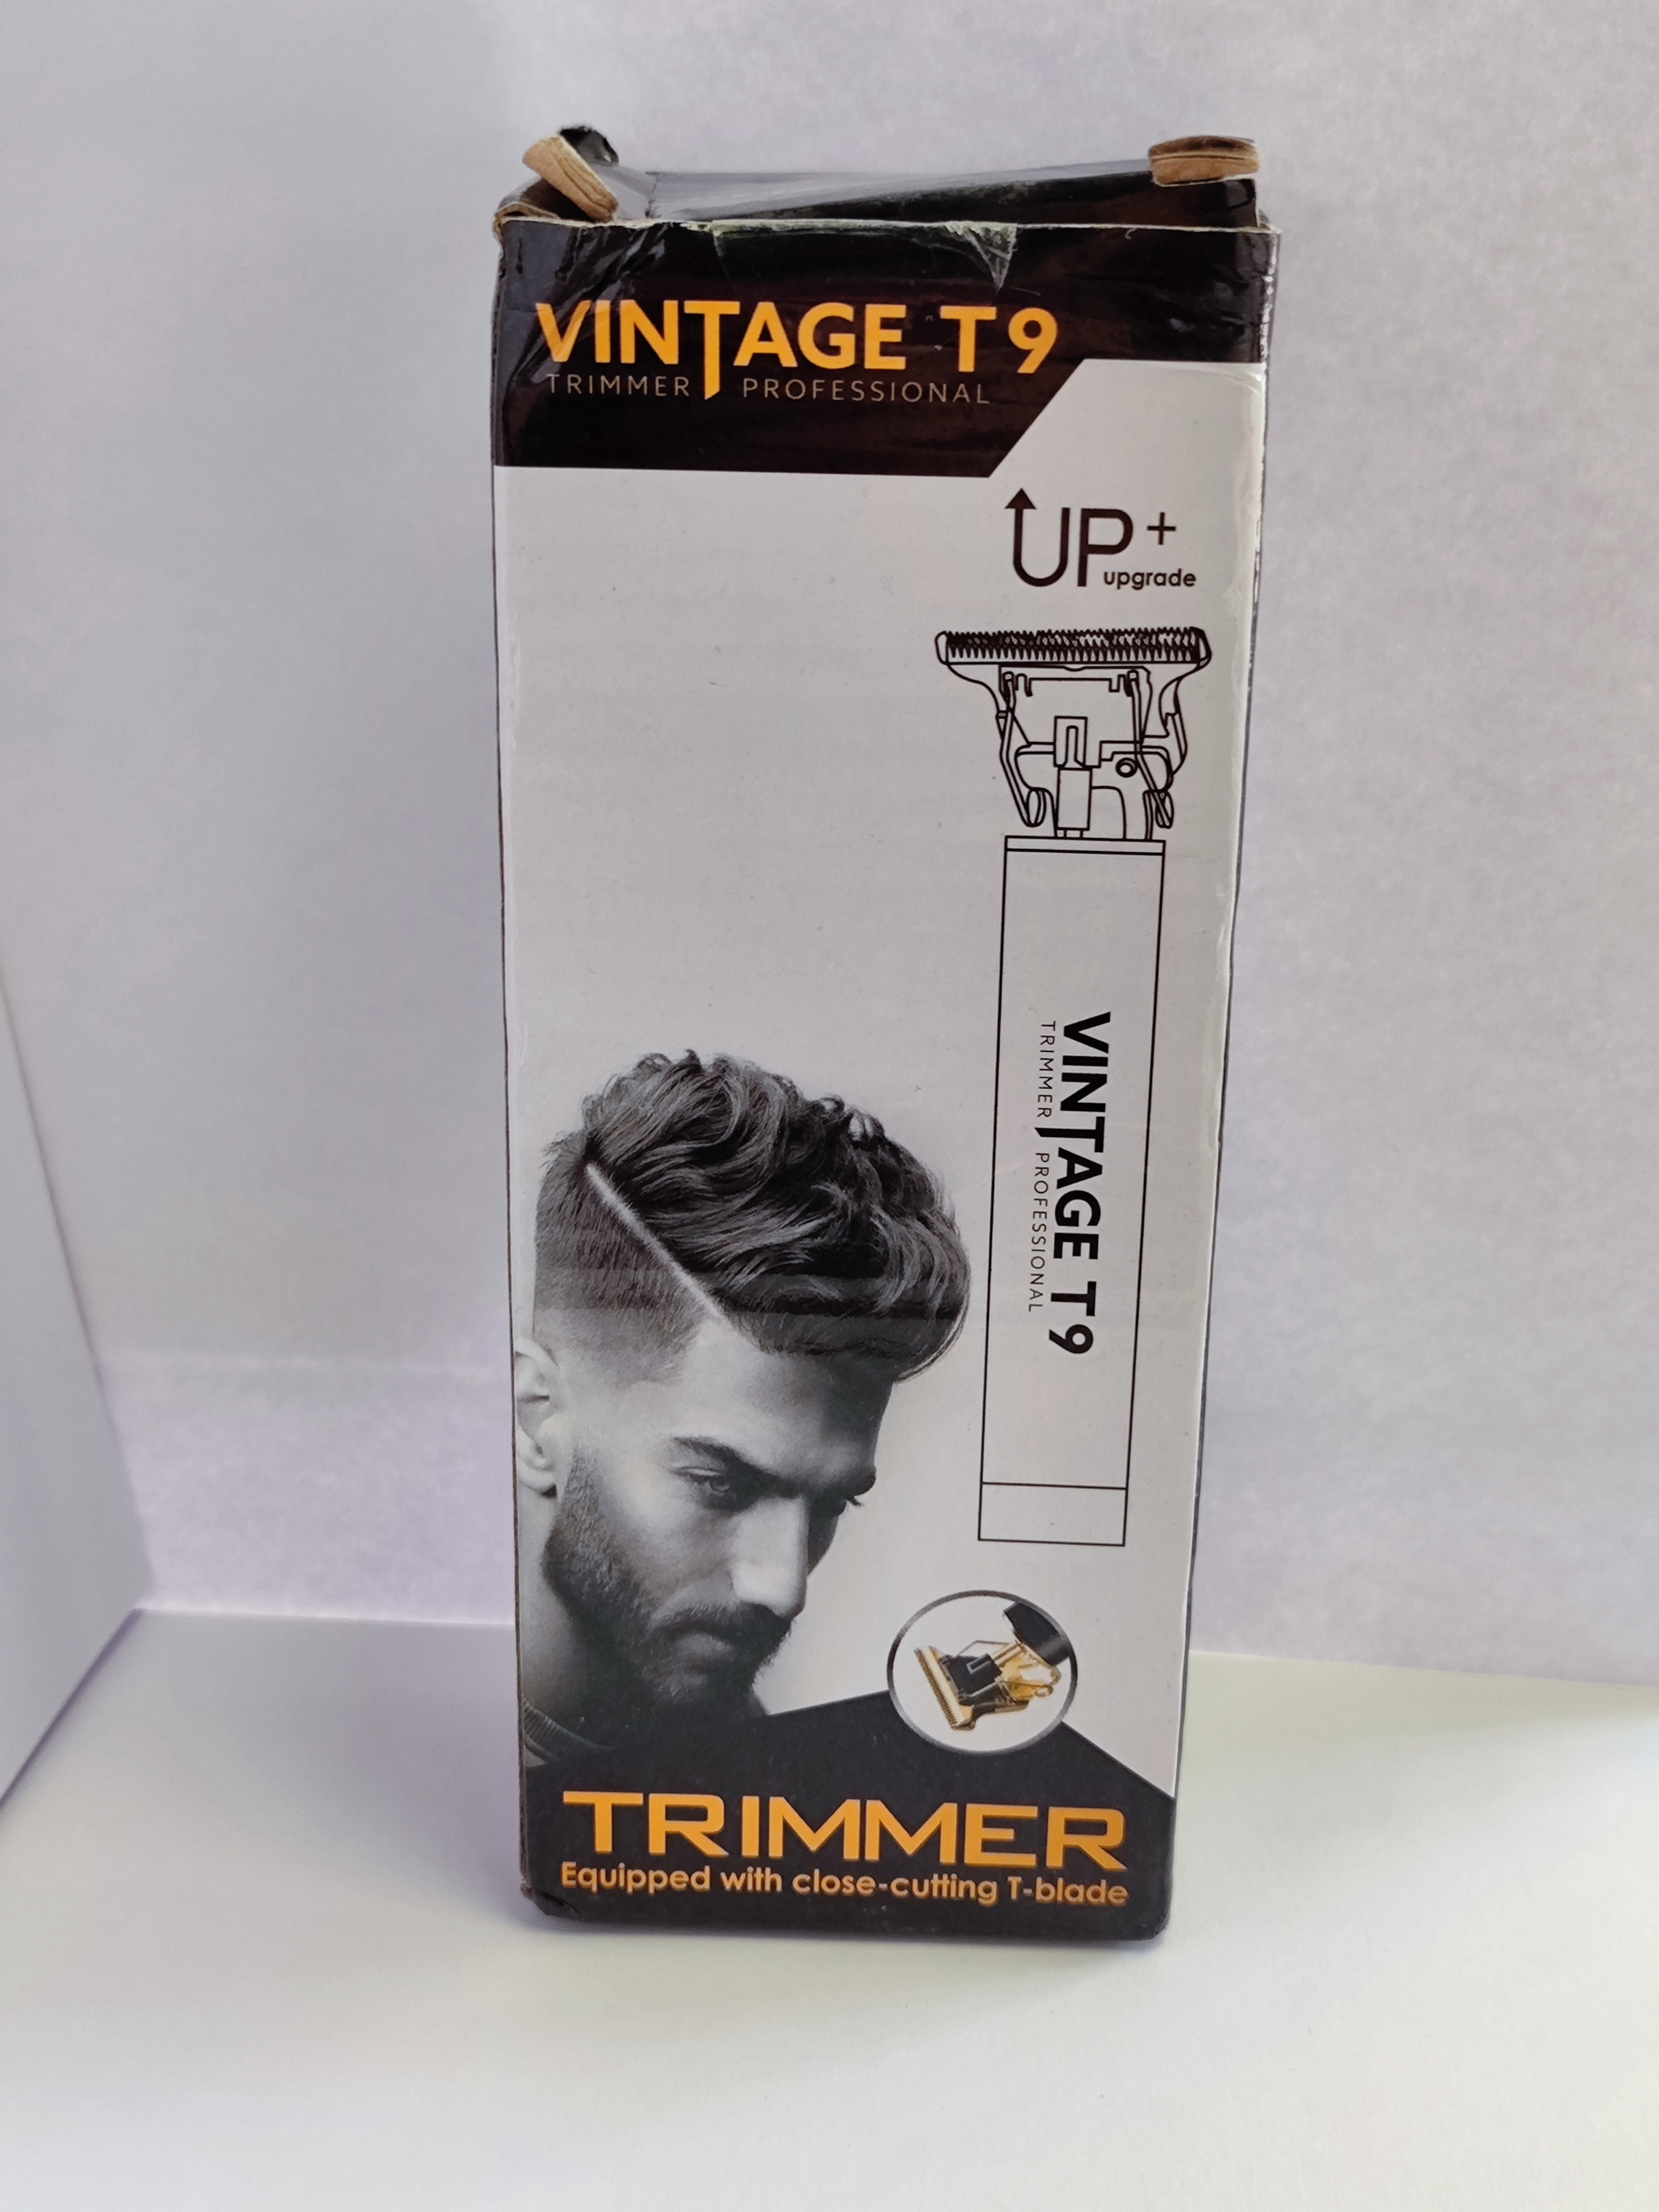 VINTAGE T9
TRIMMER PROFESSIONAL
UP+
upgrade
VINTAGE T9
TRIMMER PROFESSIONAL
TRIMMER
Equipped with close-cutting T-blade